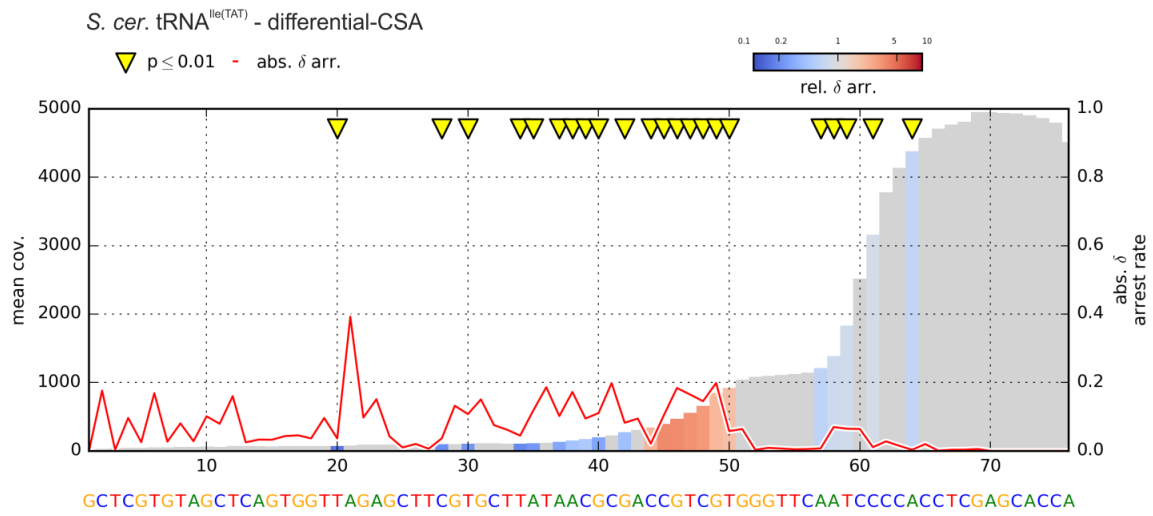 S. cer. tRNA^Ile(TAT) - differential-CSA
p ≤ 0.01 - abs. δ arr.
0.1 0.2 1 5 10
rel. δ arr.
5000 4000 3000 2000 1000 0
mean cov.
1.0 0.8 0.6 0.4 0.2 0.0
abs. δ
arrest rate
10 20 30 40 50 60 70
GCTCGTGTAGCTCAGTGGTTAGAGCTTCGTGCTTATAACGCGACCGTCGTGGGTTCAATCCCCACCTCGAGCACCA